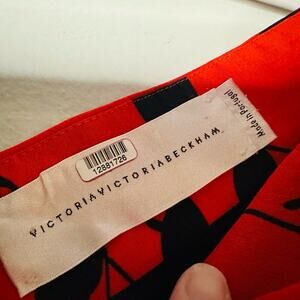 Made in Portugal
12881726
VICTORIAVICTORIABECKHAM